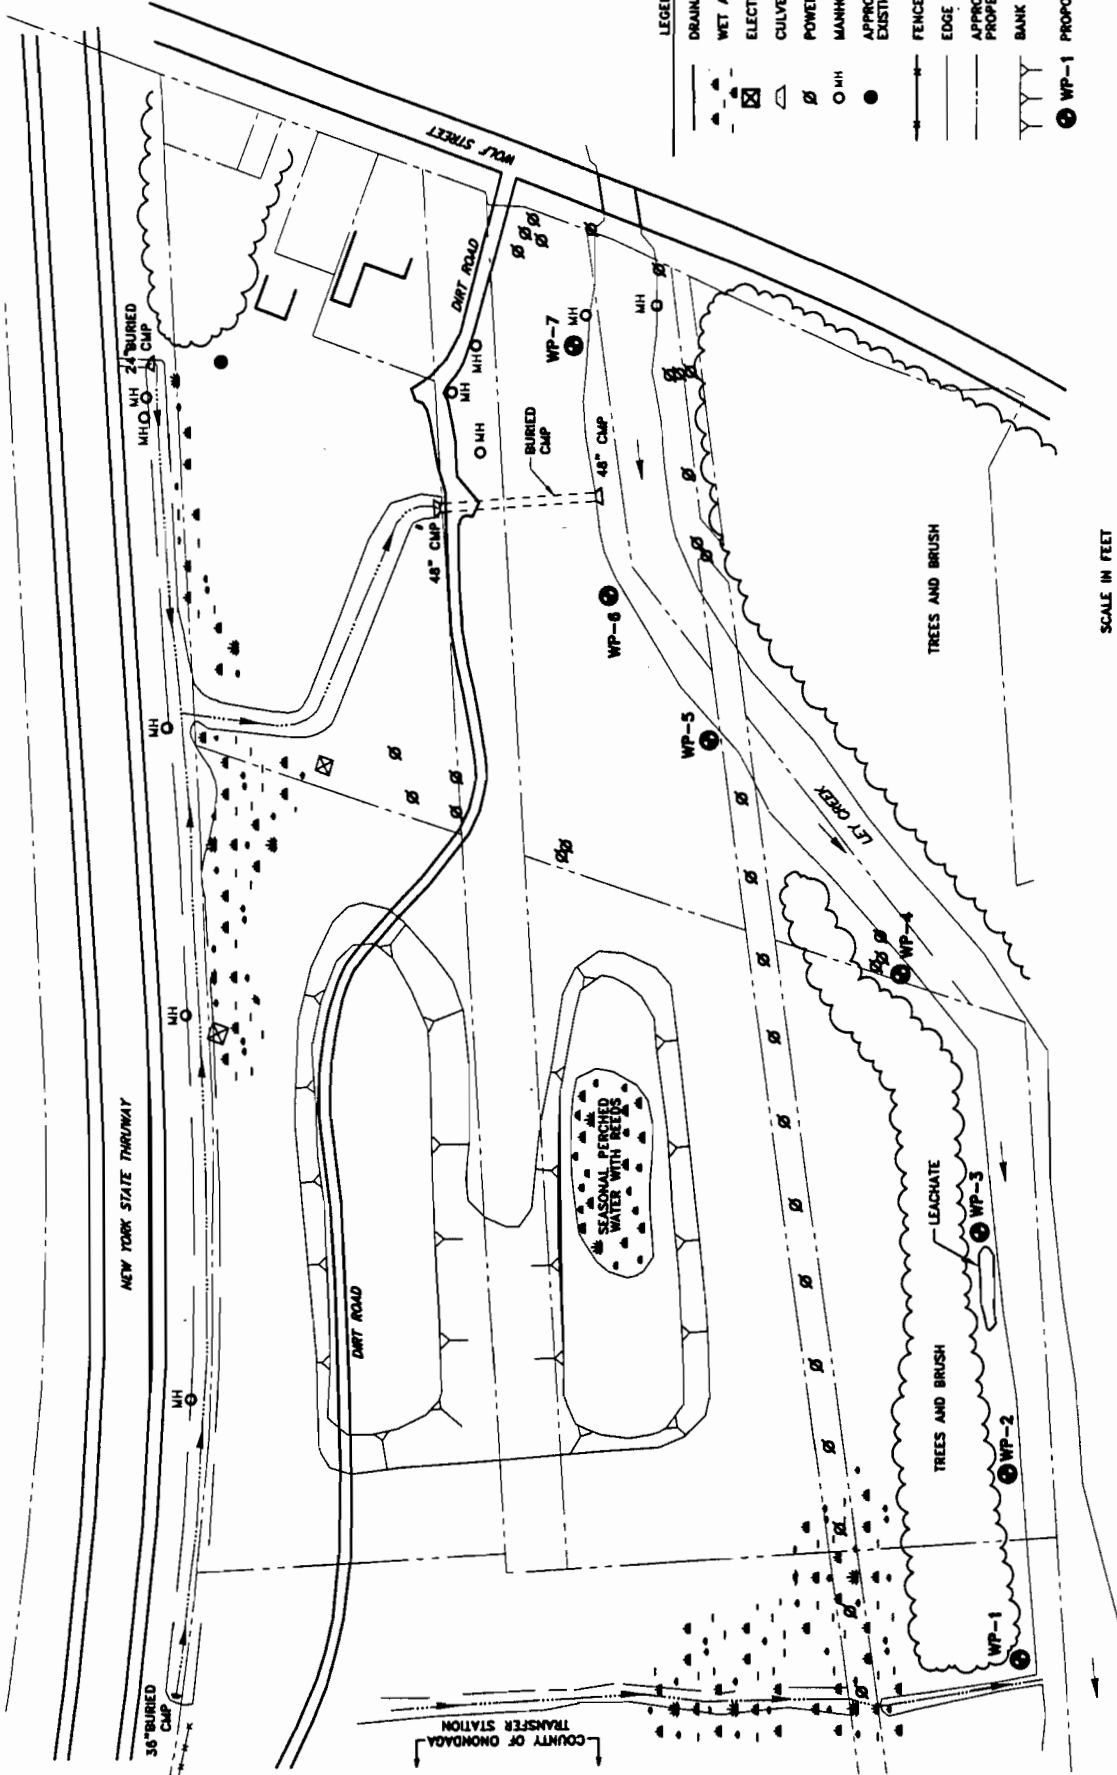 NEW YORK STATE THRUWAY
36"BURIED
CMP
MH
MH
MH
MH
MH
24"BURIED
CMP
WOLF STREET
DIRT ROAD
MH
MH
MH
MH
MH
WP-7
BURIED
CMP
48" CMP
48" CMP
WP-6
WP-5
LEY CREEK
WP-4
DIRT ROAD
SEASONAL PERCHED
WATER WITH REEDS
LEACHATE
WP-3
TREES AND BRUSH
WP-2
WP-1
TREES AND BRUSH
COUNTY OF ONONDAGA
TRANSFER STATION
SCALE IN FEET
WET
MH
FENCE
EDGE
BANK
WP-1